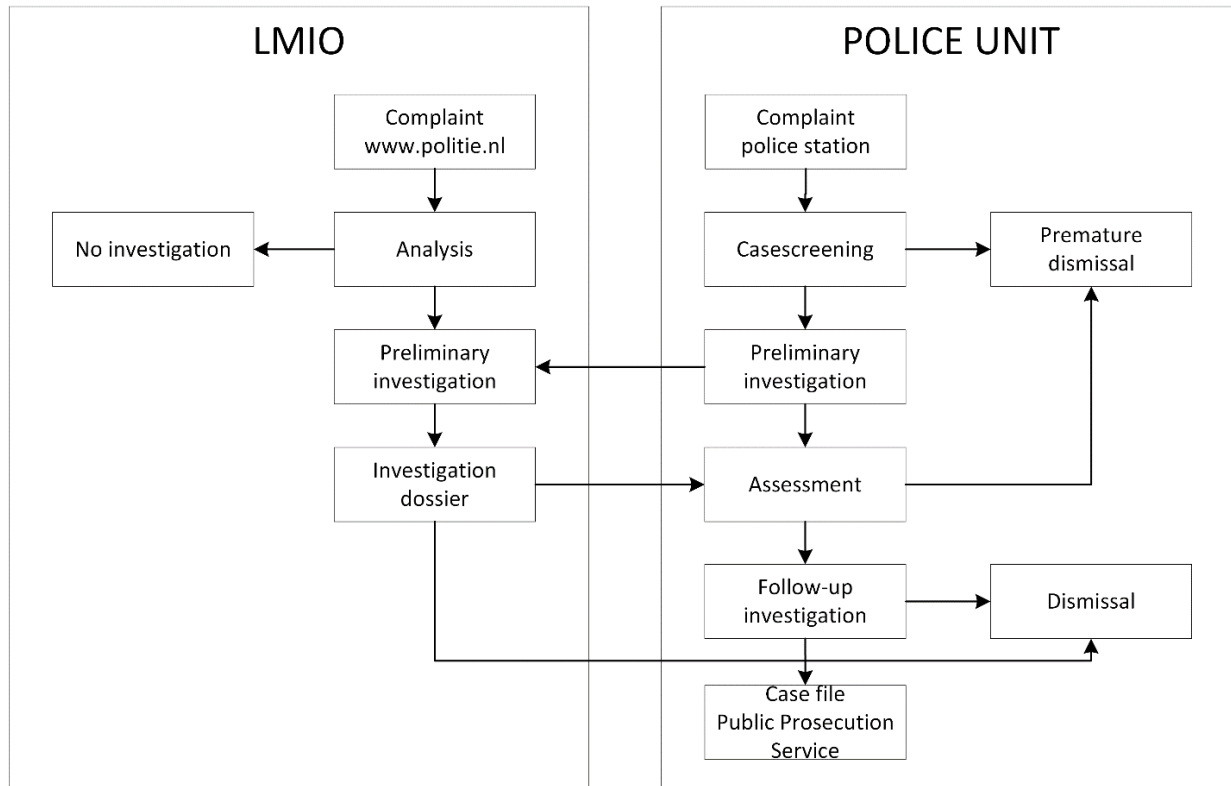 LMIO
Complaint
www.politie.nl
No investigation
Analysis
Preliminary
investigation
Investigation
dossier
POLICE UNIT
Complaint
police station
Casescreening
Premature
dismissal
Preliminary
investigation
Assessment
Follow-up
investigation
Dismissal
Case file
Public Prosecution
Service